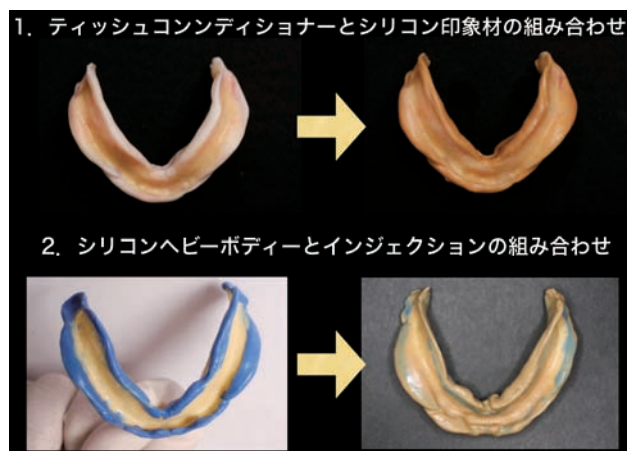 1. ティッシュコンンディショナーとシリコン印象材の組み合わせ
2. シリコンヘビーボディーとインジェクションの組み合わせ